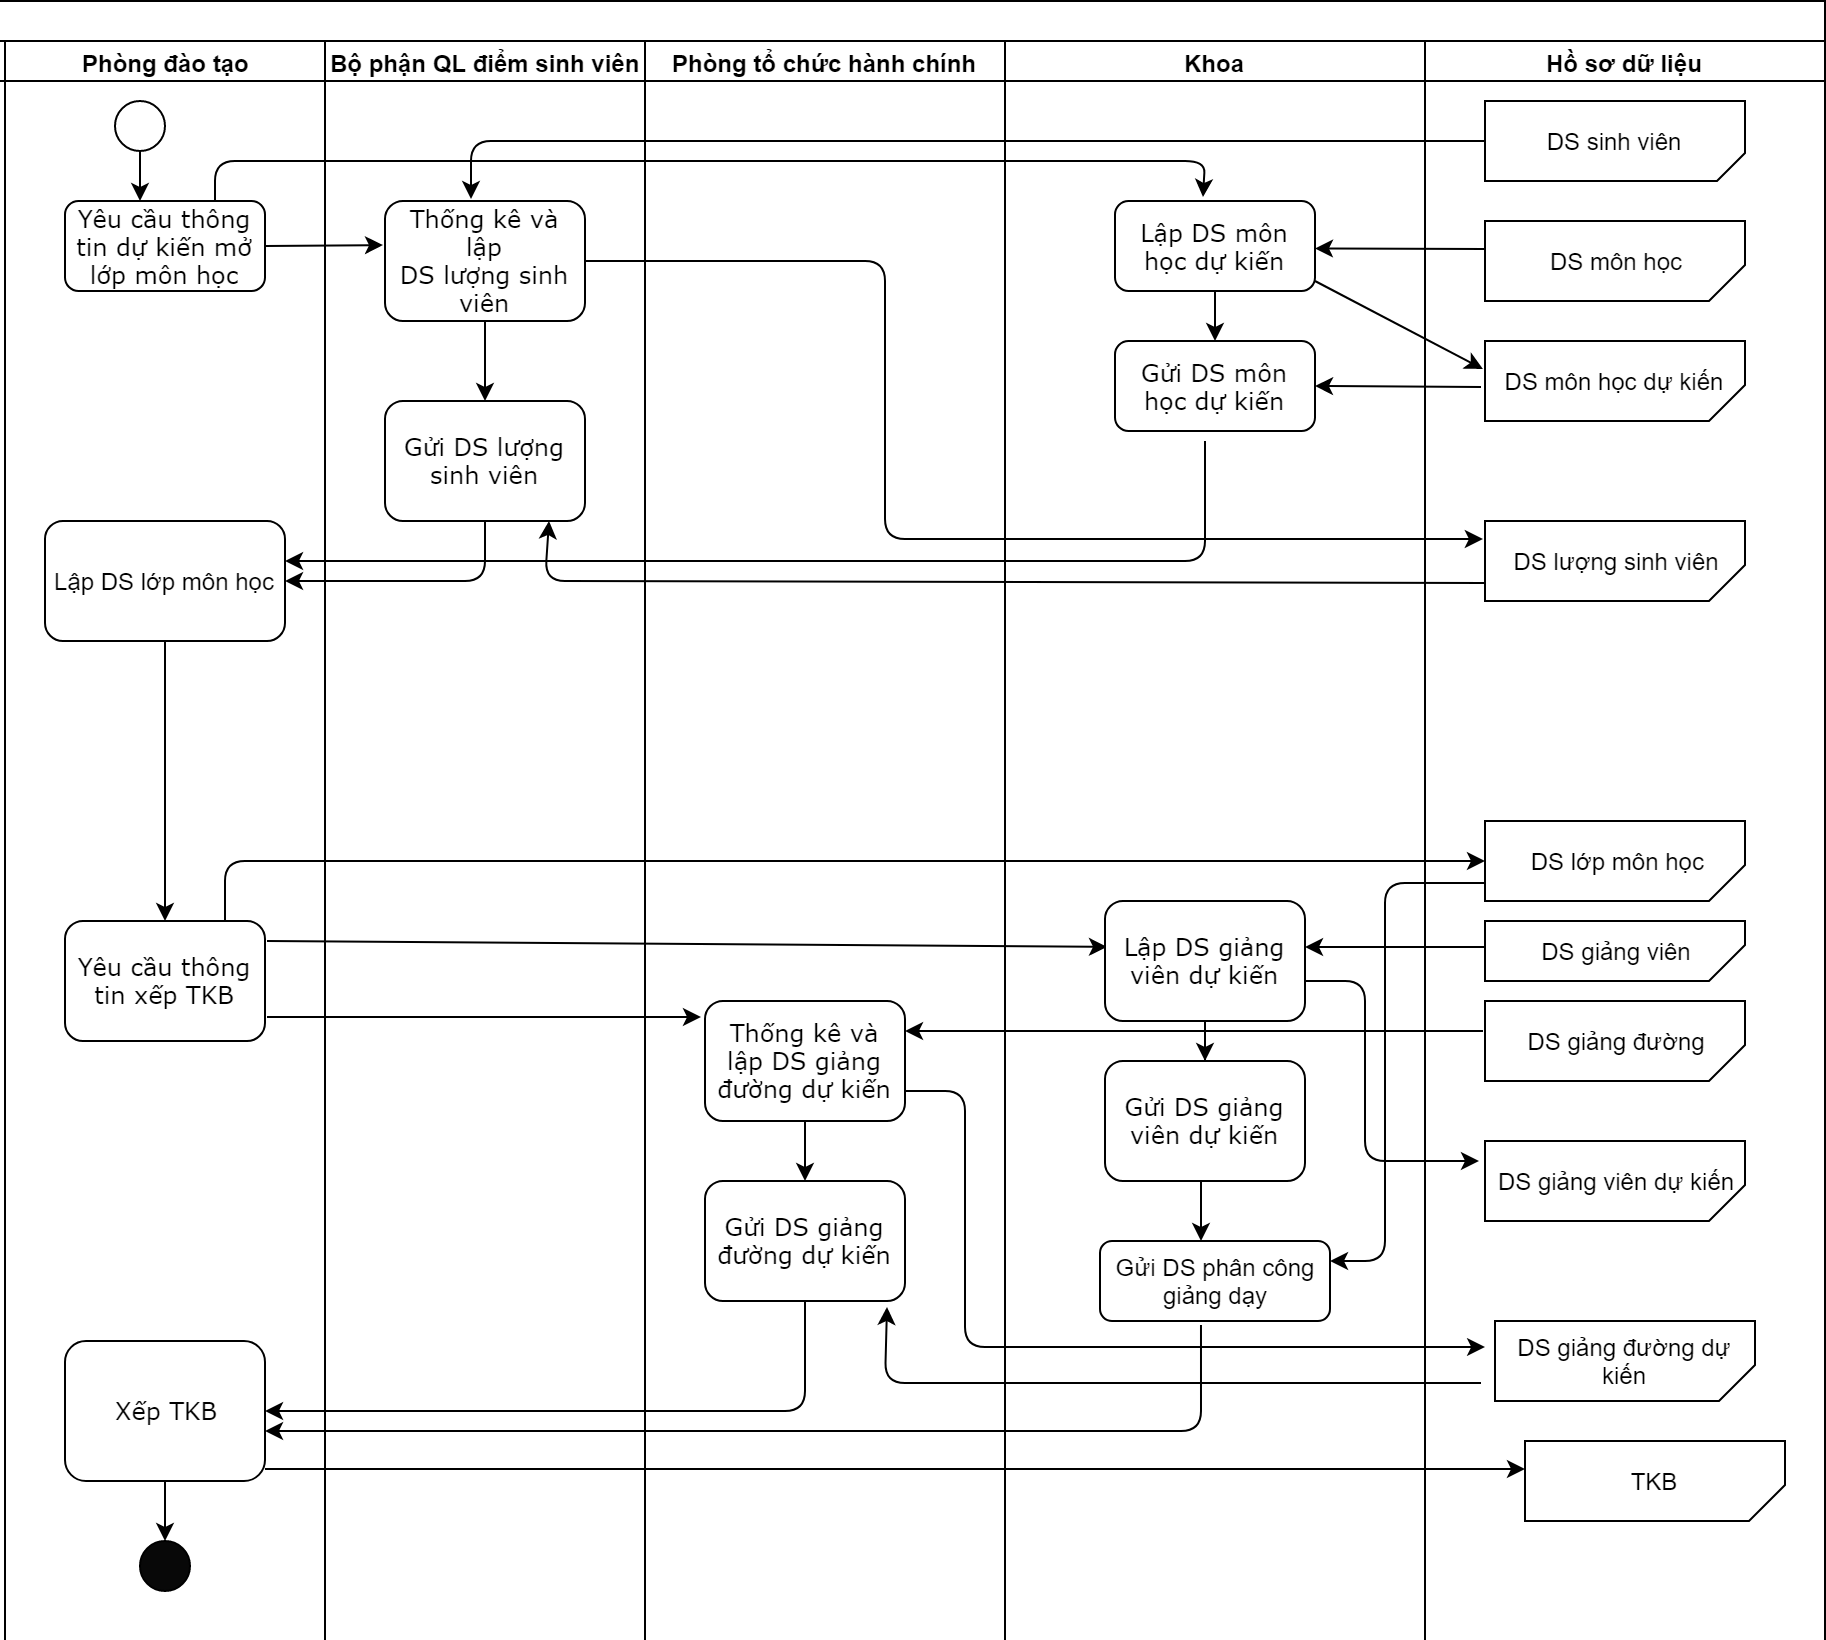 Phòng đào tạo
Bộ phận QL điểm sinh viên
Phòng tổ chức hành chính
Khoa
Hồ sơ dữ liệu
DS sinh viên
Yêu cầu thông
tin dự kiến mở
lớp môn học
Thống kê và
lập
DS lượng sinh
viên
Lập DS môn
học dự kiến
DS môn học
Gửi DS môn
học dự kiến
DS môn học dự kiến
Gửi DS lượng
sinh viên
Lập DS lớp môn học
DS lượng sinh viên
DS lớp môn học
Yêu cầu thông
tin xếp TKB
Lập DS giảng
viên dự kiến
DS giảng viên
Thống kê và
lập DS giảng
đường dự kiến
DS giảng đường
Gửi DS giảng
viên dự kiến
DS giảng viên dự kiến
Gửi DS giảng
đường dự kiến
Gửi DS phân công
giảng dạy
DS giảng đường dự
kiến
Xếp TKB
TKB